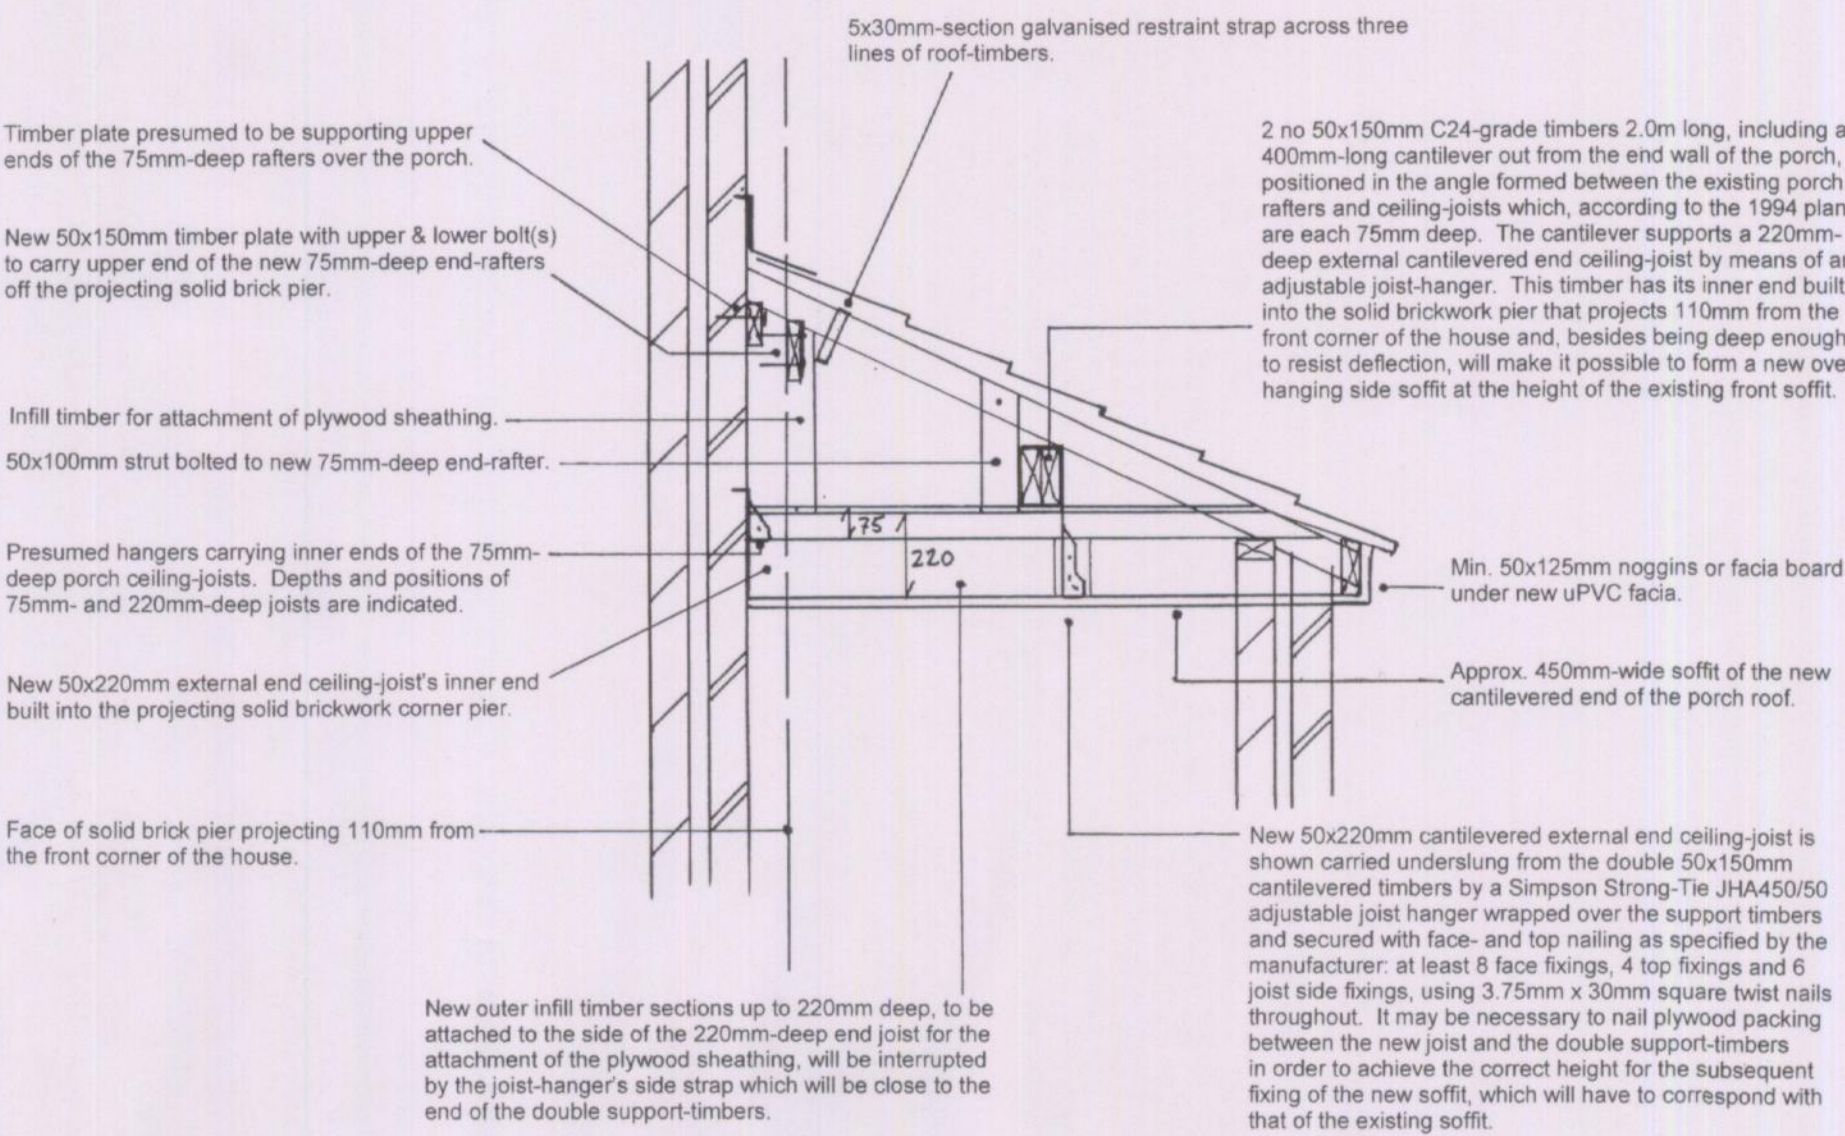 5x30mm-section galvanised restraint strap across three
lines of roof-timbers.
Timber plate presumed to be supporting upper
ends of the 75mm-deep rafters over the porch.
New 50x150mm timber plate with upper & lower bolt(s)
to carry upper end of the new 75mm-deep end-rafters
off the projecting solid brick pier.
Infill timber for attachment of plywood sheathing.
50x100mm strut bolted to new 75mm-deep end-rafter.
Presumed hangers carrying inner ends of the 75mm-
deep porch ceiling-joists. Depths and positions of
75mm- and 220mm-deep joists are indicated.
New 50x220mm external end ceiling-joist's inner end
built into the projecting solid brickwork corner pier.
Face of solid brick pier projecting 110mm from
the front corner of the house.
75
220
2 no 50x150mm C24-grade timbers 2.0m long, including a
400mm-long cantilever out from the end wall of the porch,
positioned in the angle formed between the existing porch
rafters and ceiling-joists which, according to the 1994 plan
are each 75mm deep. The cantilever supports a 220mm-
deep external cantilevered end ceiling-joist by means of a
adjustable joist-hanger. This timber has its inner end built
into the solid brickwork pier that projects 110mm from the
front corner of the house and, besides being deep enough
to resist deflection, will make it possible to form a new ove
hanging side soffit at the height of the existing front soffit.
Min. 50x125mm noggins or facia board
under new uPVC facia.
Approx. 450mm-wide soffit of the new
cantilevered end of the porch roof.
New 50x220mm cantilevered external end ceiling-joist is
shown carried underslung from the double 50x150mm
cantilevered timbers by a Simpson Strong-Tie JHA450/50
adjustable joist hanger wrapped over the support timbers
and secured with face- and top nailing as specified by the
manufacturer: at least 8 face fixings, 4 top fixings and 6
joist side fixings, using 3.75mm x 30mm square twist nails
throughout. It may be necessary to nail plywood packing
between the new joist and the double support-timbers
in order to achieve the correct height for the subsequent
fixing of the new soffit, which will have to correspond with
that of the existing soffit.
New outer infill timber sections up to 220mm deep, to be
attached to the side of the 220mm-deep end joist for the
attachment of the plywood sheathing, will be interrupted
by the joist-hanger's side strap which will be close to the
end of the double support-timbers.